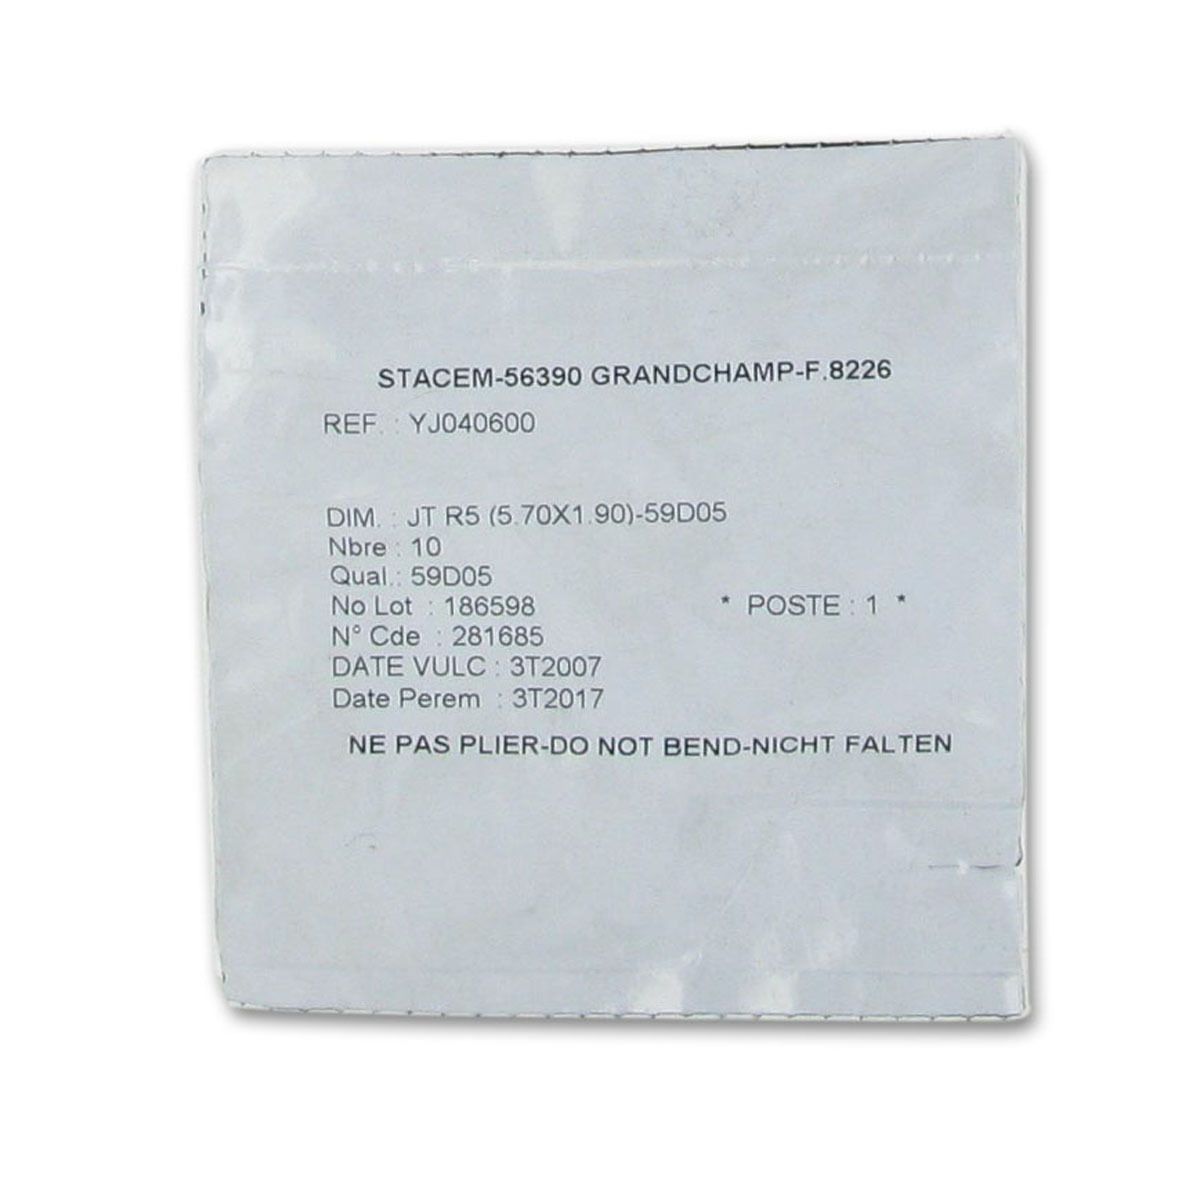 STACEM-56390 GRANDCHAMP-F.8226
REF. : YJ040600
DIM. : JT R5 (5.70X1.90)-59D05
Nbre : 10
Qual.: 59D05
No Lot : 186598 * POSTE : 1 *
N° Cde : 281685
DATE VULC : 3T2007
Date Perem : 3T2017
NE PAS PLIER-DO NOT BEND-NICHT FALTEN